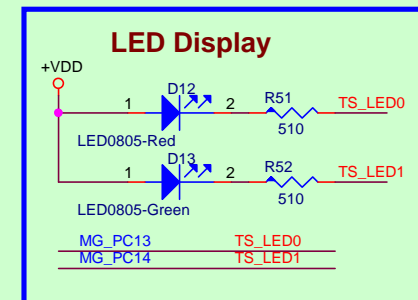 LED Display
+VDD
D12
1 2 R51 TS_LED0
LED0805-Red 510
D13
1 2 R52 TS_LED1
LED0805-Green 510
MG_PC13 TS_LED0
MG_PC14 TS_LED1